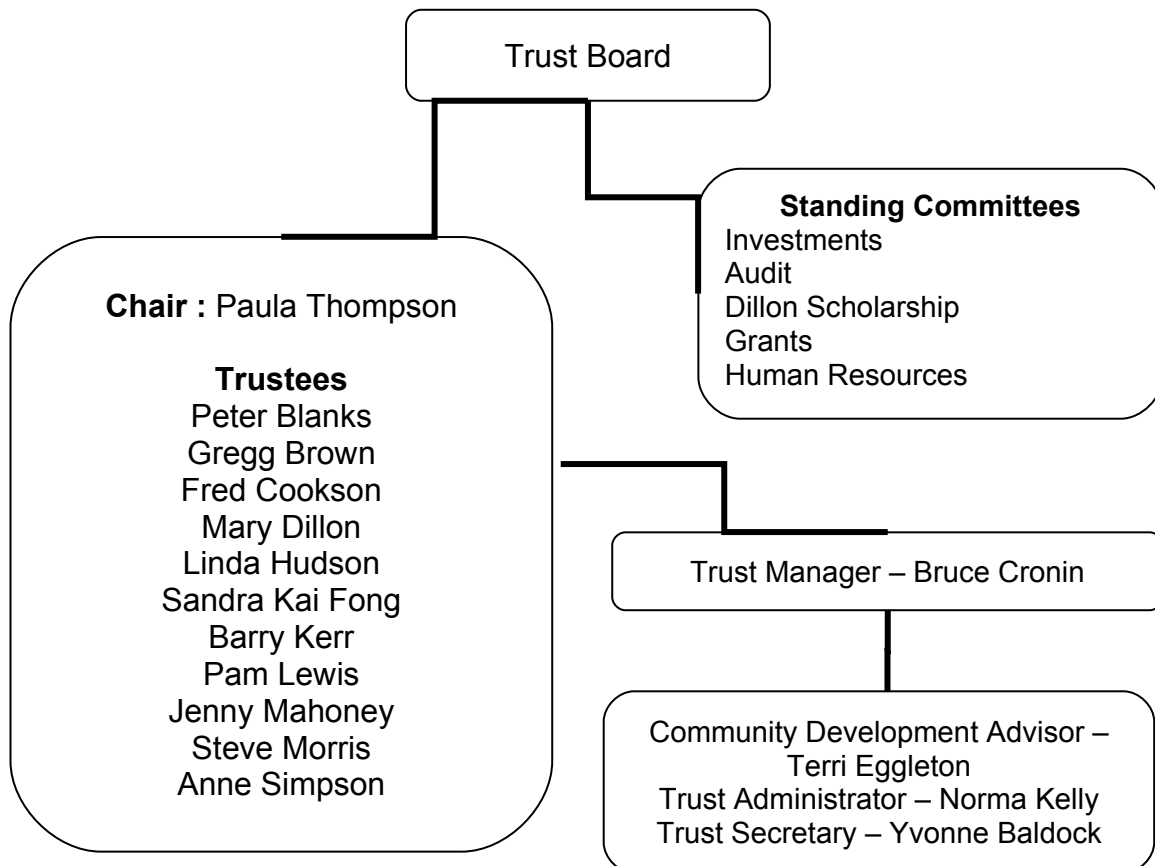 Trust Board
Standing Committees
Investments
Audit
Dillon Scholarship
Grants
Human Resources
Chair : Paula Thompson
Trustees
Peter Blanks
Gregg Brown
Fred Cookson
Mary Dillon
Linda Hudson
Sandra Kai Fong
Barry Kerr
Pam Lewis
Jenny Mahoney
Steve Morris
Anne Simpson
Trust Manager – Bruce Cronin
Community Development Advisor –
Terri Eggleton
Trust Administrator – Norma Kelly
Trust Secretary – Yvonne Baldock